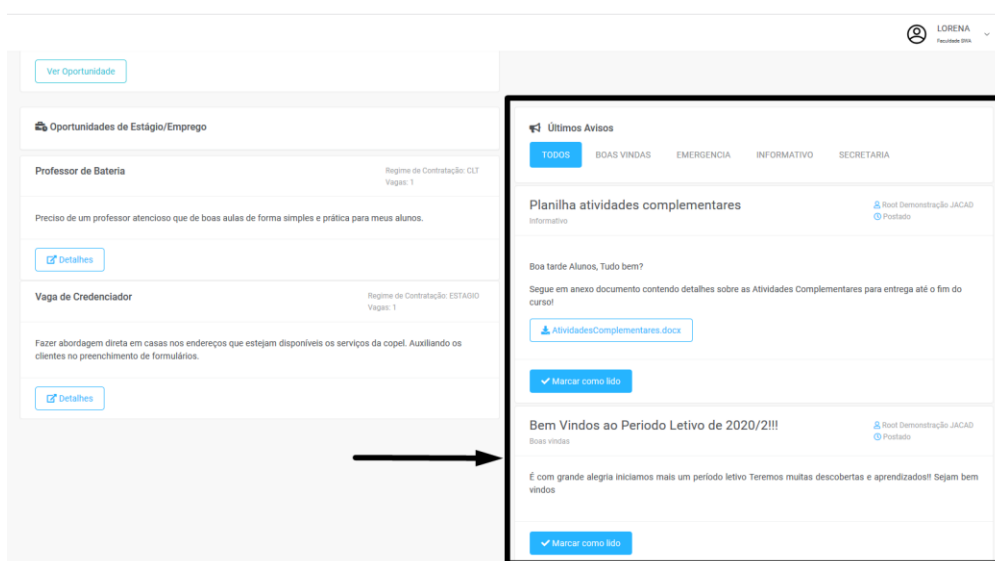 LORENA
Faculdade DNA
Ver Oportunidade
Oportunidades de Estágio/Emprego
Professor de Bateria
Regime de Contratação: CLT
Vagas: 1
Preciso de um professor atencioso que de boas aulas de forma simples e prática para meus alunos.
Detalhes
Vaga de Credenciador
Regime de Contratação: ESTAGIO
Vagas: 1
Fazer abordagem direta em casas nos endereços que estejam disponíveis os serviços da copel. Auxiliando os
clientes no preenchimento de formulários.
Detalhes
Últimos Avisos
TODOS BOAS VINDAS EMERGENCIA INFORMATIVO SECRETARIA
Planilha atividades complementares
Informativo
Root Demonstração JACAD
Postado
Boa tarde Alunos, Tudo bem?
Segue em anexo documento contendo detalhes sobre as Atividades Complementares para entrega até o fim do
curso!
AtividadesComplementares.docx
Marcar como lido
Bem Vindos ao Periodo Letivo de 2020/2!!!
Boas vindas
Root Demonstração JACAD
Postado
É com grande alegria iniciamos mais um período letivo Teremos muitas descobertas e aprendizados!! Sejam bem
vindos
Marcar como lido